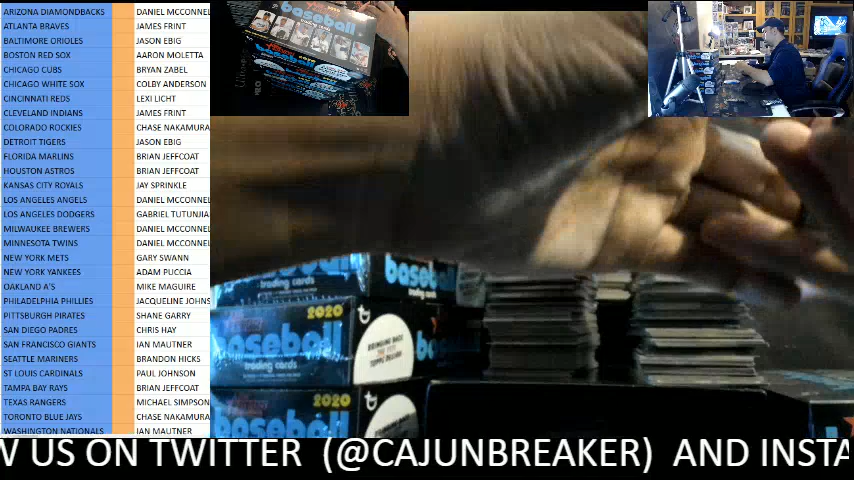 ARIZONA DIAMONDBACKS DANIEL MCCONNEL
ATLANTA BRAVES JAMES FRINT
BALTIMORE ORIOLES JASON EBIG
BOSTON RED SOX AARON MOLETTA
CHICAGO CUBS BRYAN ZABEL
CHICAGO WHITE SOX COLBY ANDERSON
CINCINNATI REDS LEXI LICHT
CLEVELAND INDIANS JAMES FRINT
COLORADO ROCKIES CHASE NAKAMURA
DETROIT TIGERS JASON EBIG
FLORIDA MARLINS BRIAN JEFFCOAT
HOUSTON ASTROS BRIAN JEFFCOAT
KANSAS CITY ROYALS JAY SPRINKLE
LOS ANGELES ANGELS DANIEL MCCONNEL
LOS ANGELES DODGERS GABRIEL TUTUNJIA
MILWAUKEE BREWERS DANIEL MCCONNEL
MINNESOTA TWINS DANIEL MCCONNEL
NEW YORK METS GARY SWANN
NEW YORK YANKEES ADAM PUCCIA
OAKLAND A'S MIKE MAGUIRE
PHILADELPHIA PHILLIES JACQUELINE JOHNS
PITTSBURGH PIRATES SHANE GARRY
SAN DIEGO PADRES CHRIS HAY
SAN FRANCISCO GIANTS IAN MAUTNER
SEATTLE MARINERS BRANDON HICKS
ST LOUIS CARDINALS PAUL JOHNSON
TAMPA BAY RAYS BRIAN JEFFCOAT
TEXAS RANGERS MICHAEL SIMPSON
TORONTO BLUE JAYS CHASE NAKAMURA
WASHINGTON NATIONALS IAN MAUTNER
baseball
2020
baseball
trading cards
baseball
trading cards
2020
baseball
trading cards
2020
baseball
W US ON TWITTER (@CAJUNBREAKER) AND INSTA